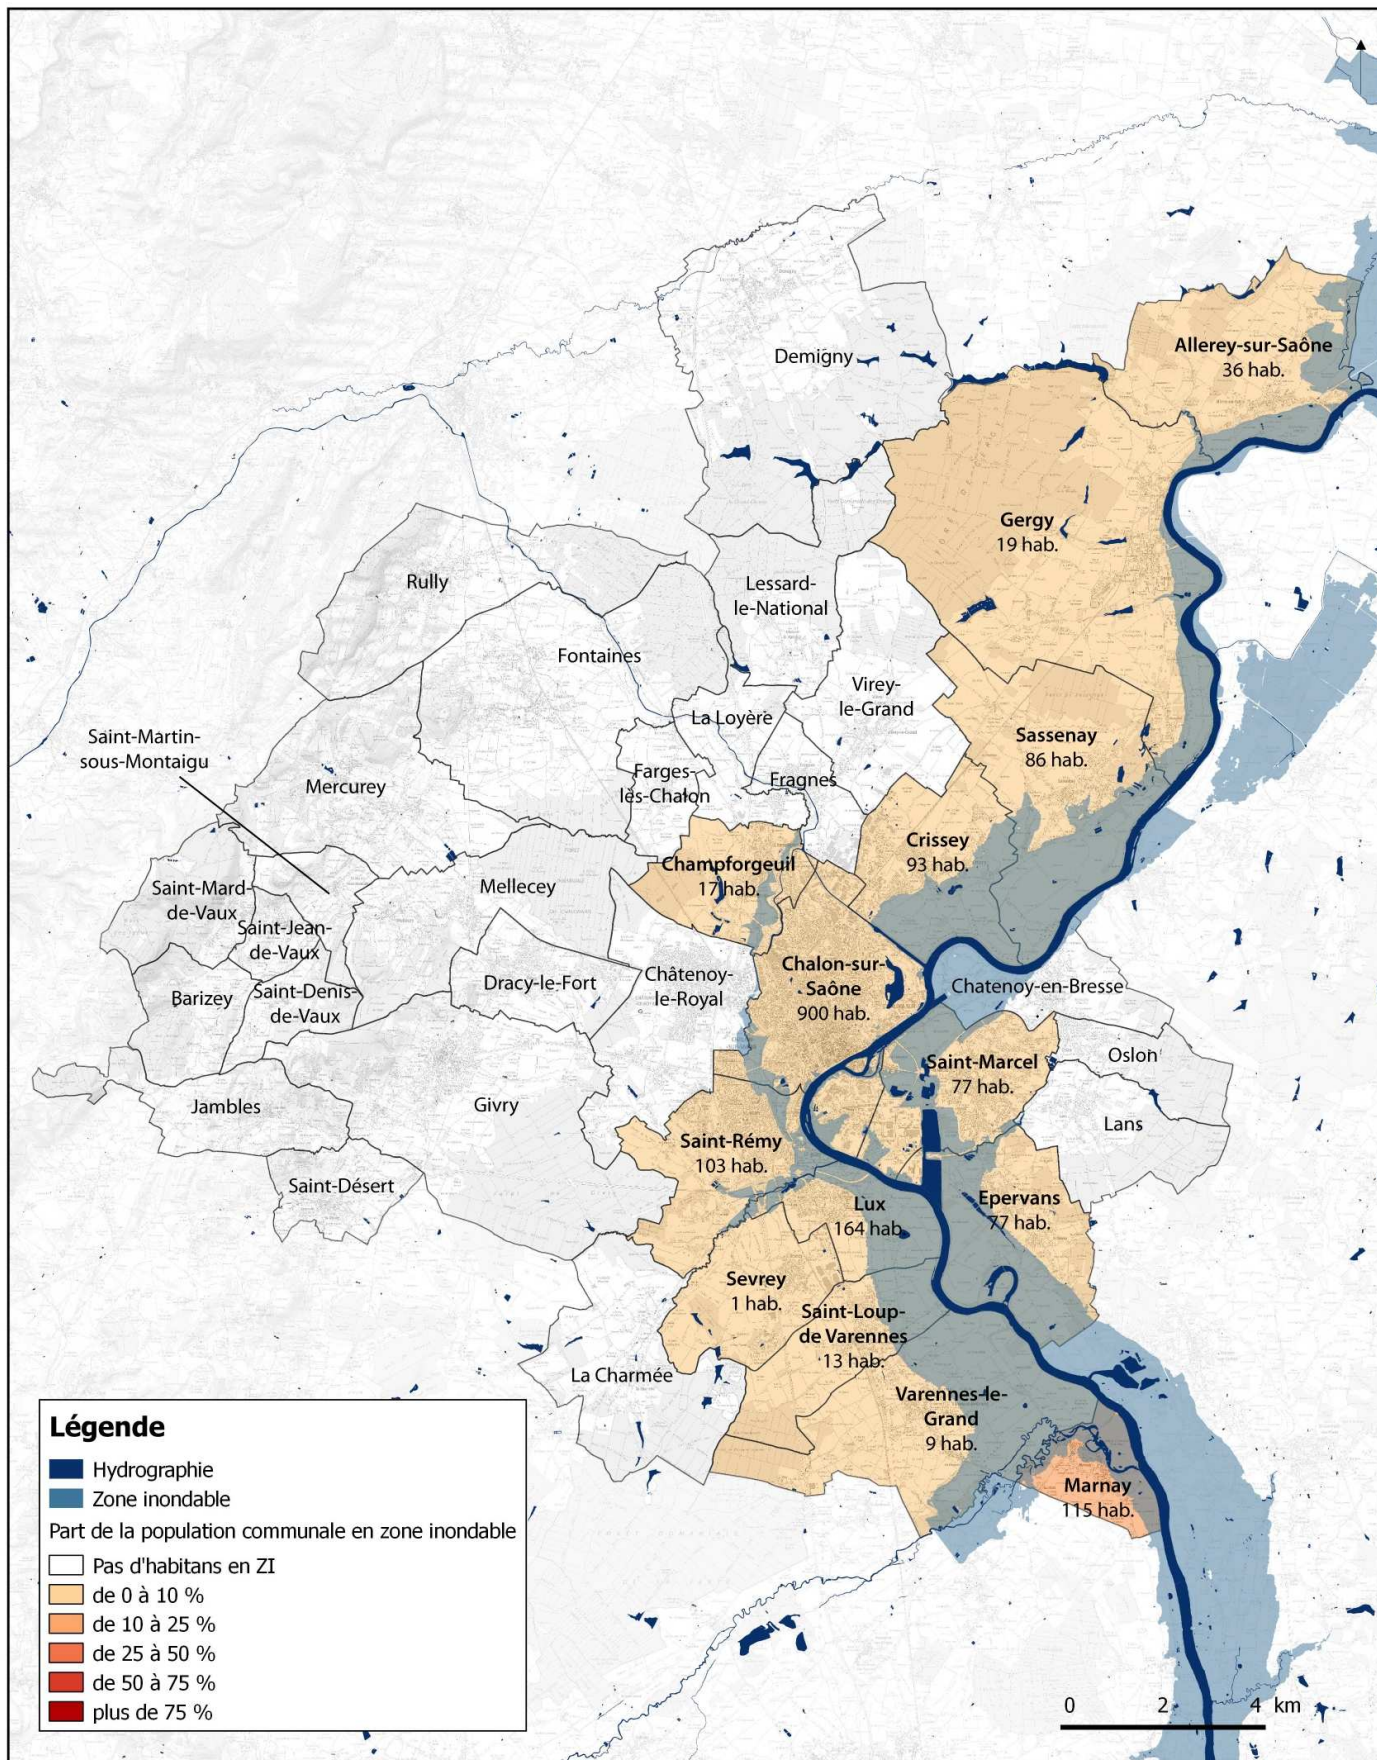 Demigny
Allerey-sur-Saône
36 hab.
Gergy
19 hab.
Rully
Lessard-
le-National
Fontaines
Virey-
le-Grand
La Loyère
Sassenay
86 hab.
Saint-Martin-
sous-Montaigu
Mercurey
Farges-
lès-Chalon
Fragnes
Crissey
93 hab.
Champforgeuil
17 hab.
Saint-Mard-
de-Vaux
Mellecey
Saint-Jean-
de-Vaux
Barizey
Saint-Denis-
de-Vaux
Dracy-le-Fort
Châtenoy-
le-Royal
Chalon-sur-
Saône
900 hab.
Chatenoy-en-Bresse
Saint-Marcel
77 hab.
Oslon
Lans
Jambles
Givry
Saint-Rémy
103 hab.
Saint-Désert
Lux
164 hab.
Epervans
77 hab.
Sevrey
1 hab.
Saint-Loup-
de Varennes
13 hab.
La Charmée
Varennes-le-
Grand
9 hab.
Marnay
115 hab.
Légende
Hydrographie
Zone inondable
Part de la population communale en zone inondable
Pas d'habitans en ZI
de 0 à 10 %
de 10 à 25 %
de 25 à 50 %
de 50 à 75 %
plus de 75 %
0 2 4 km